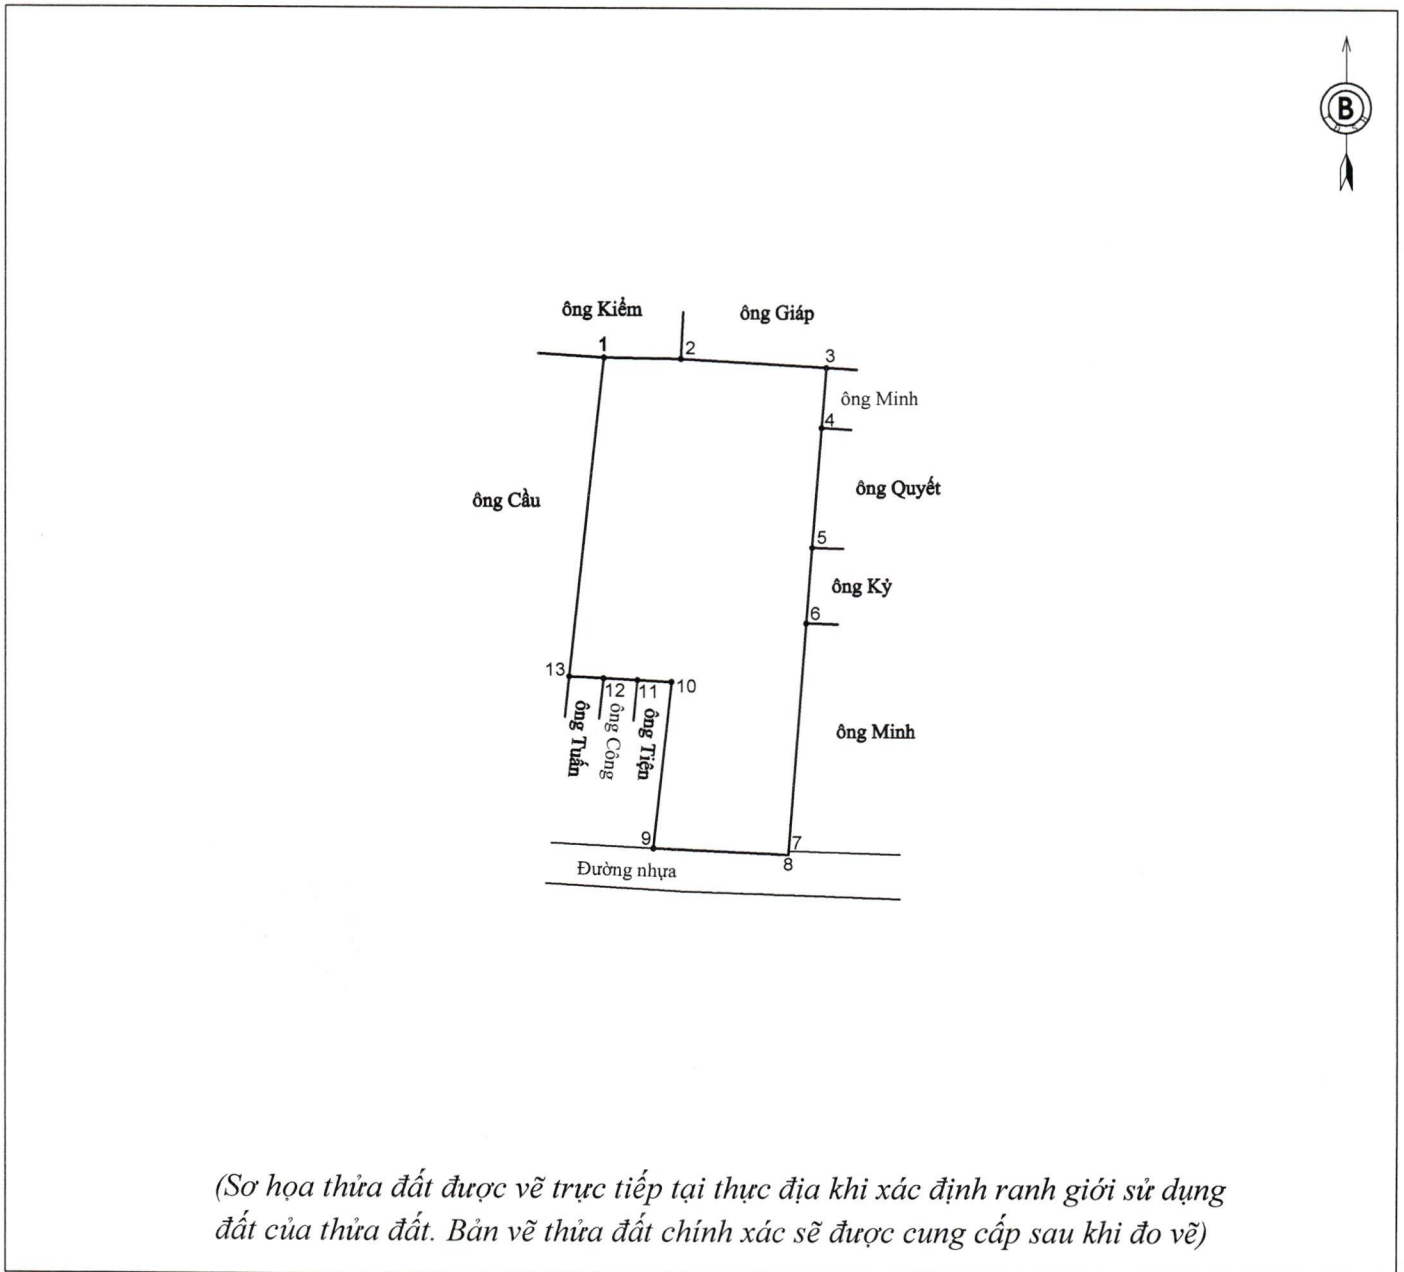 B
ông Kiểm
ông Giáp
1
2
3
ông Minh
4
ông Quyết
ông Cầu
5
ông Kỷ
6
13
12
11
10
ông Tuấn
ông Công
ông Tiện
ông Minh
9
7
8
Đường nhựa
(Sơ họa thửa đất được vẽ trực tiếp tại thực địa khi xác định ranh giới sử dụng
đất của thửa đất. Bản vẽ thửa đất chính xác sẽ được cung cấp sau khi đo vẽ)